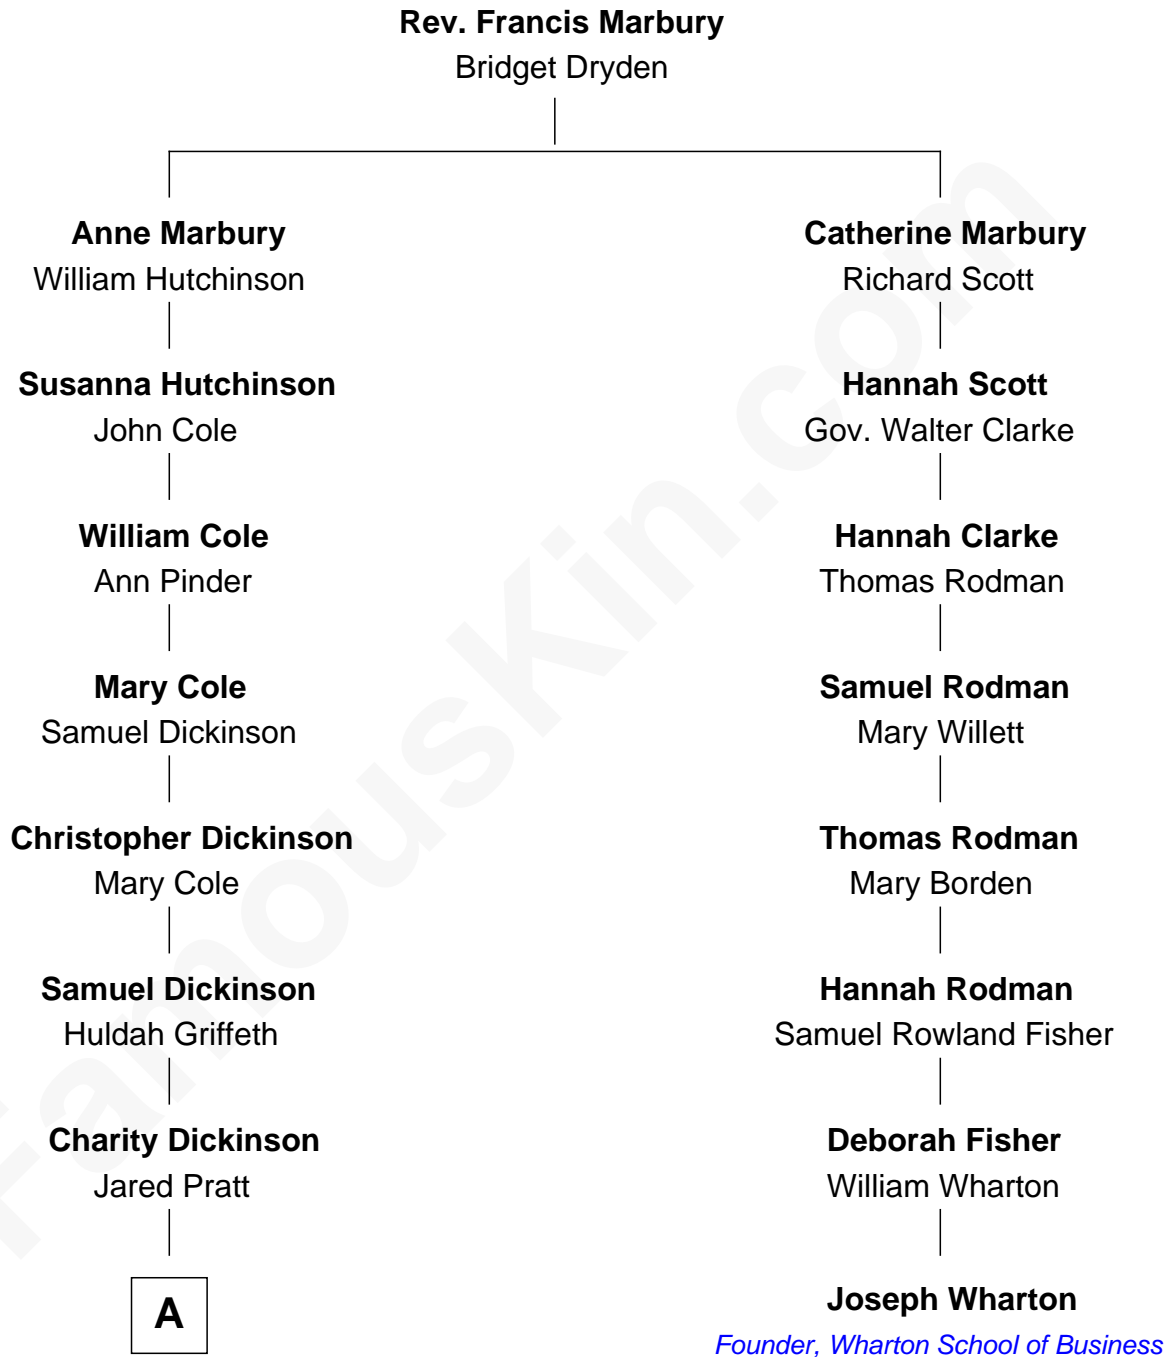 Rev. Francis Marbury
Bridget Dryden
Anne Marbury
William Hutchinson
Catherine Marbury
Richard Scott
Susanna Hutchinson
John Cole
Hannah Scott
Gov. Walter Clarke
William Cole
Ann Pinder
Hannah Clarke
Thomas Rodman
Mary Cole
Samuel Dickinson
Samuel Rodman
Mary Willett
Christopher Dickinson
Mary Cole
Thomas Rodman
Mary Borden
Samuel Dickinson
Huldah Griffeth
Hannah Rodman
Samuel Rowland Fisher
Charity Dickinson
Jared Pratt
Deborah Fisher
William Wharton
A
Joseph Wharton
Founder, Wharton School of Business
FamousKin.com